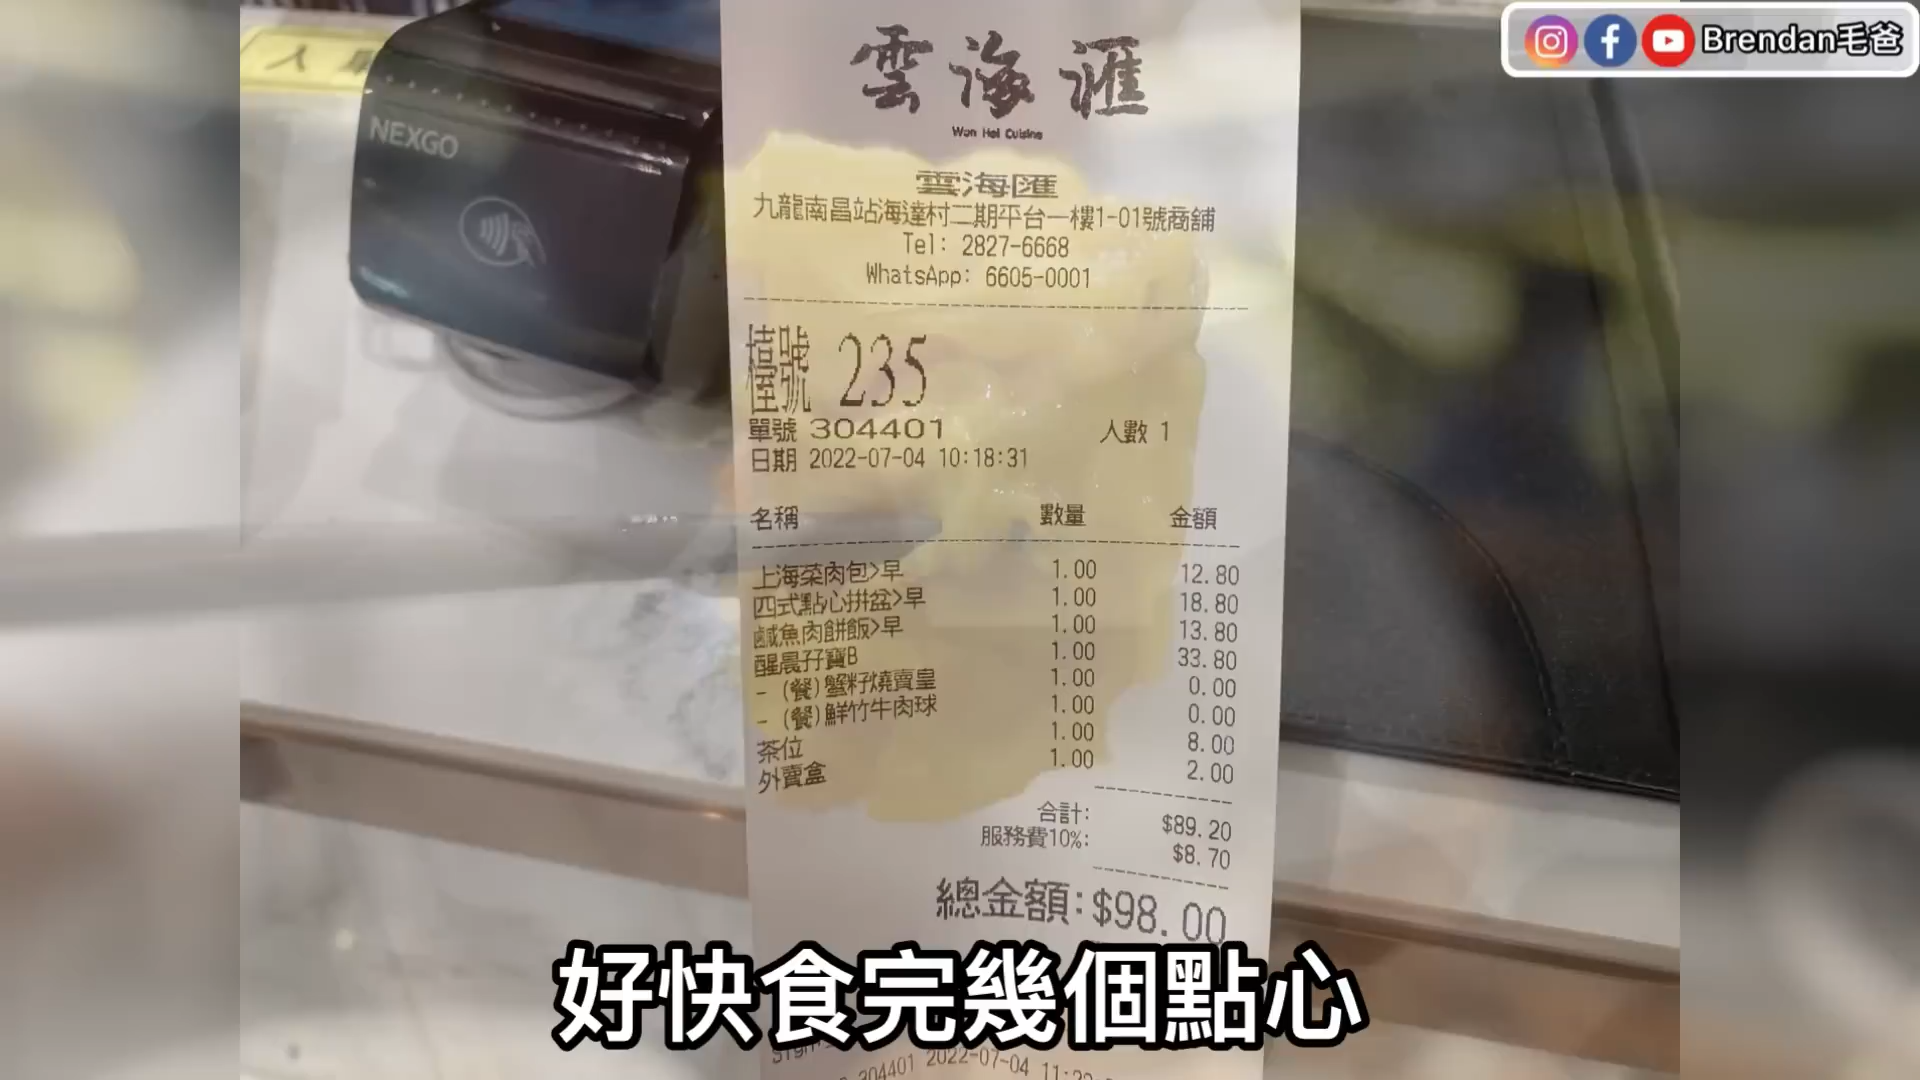 Brendan毛爸
NEXGO
雲海滙
Wan Hoi Cuisine
雲海匯
九龍南昌站海達村二期平台一樓1-01號商舖
Tel: 2827-6668
WhatsApp: 6605-0001
檯號 235
單號 304401 人數 1
日期 2022-07-04 10:18:31
名稱 數量 金額
上海菜肉包>早 1.00 12.80
四式點心拼盆>早 1.00 18.80
鹹魚肉餅飯>早 1.00 13.80
醒晨孖寶B 1.00 33.80
- (餐)蟹籽燒賣皇 1.00 0.00
- (餐)鮮竹牛肉球 1.00 0.00
茶位 1.00 8.00
外賣盒 1.00 2.00
合計: $89.20
服務費10%: $8.70
總金額: $98.00
好快食完幾個點心
304401 2022-07-04